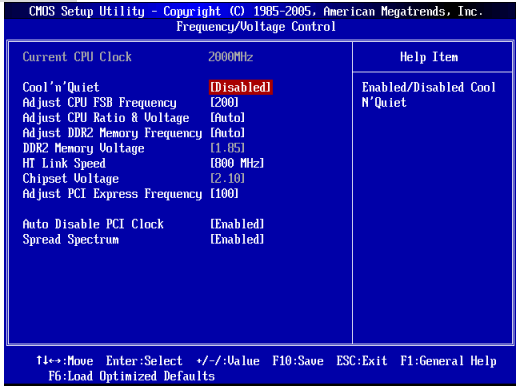 CMOS Setup Utility - Copyright (C) 1985-2005, American Megatrends, Inc.
Frequency/Voltage Control
Current CPU Clock 2000MHz
Help Item
Cool'n'Quiet [Disabled]
Enabled/Disabled Cool
Adjust CPU FSB Frequency [200]
N'Quiet
Adjust CPU Ratio & Voltage [Auto]
Adjust DDR2 Memory Frequency [Auto]
DDR2 Memory Voltage [1.85]
HT Link Speed [800 MHz]
Chipset Voltage [2.10]
Adjust PCI Express Frequency [100]
Auto Disable PCI Clock [Enabled]
Spread Spectrum [Enabled]
↑↓←→:Move Enter:Select +/-/:Value F10:Save ESC:Exit F1:General Help
F6:Load Optimized Defaults